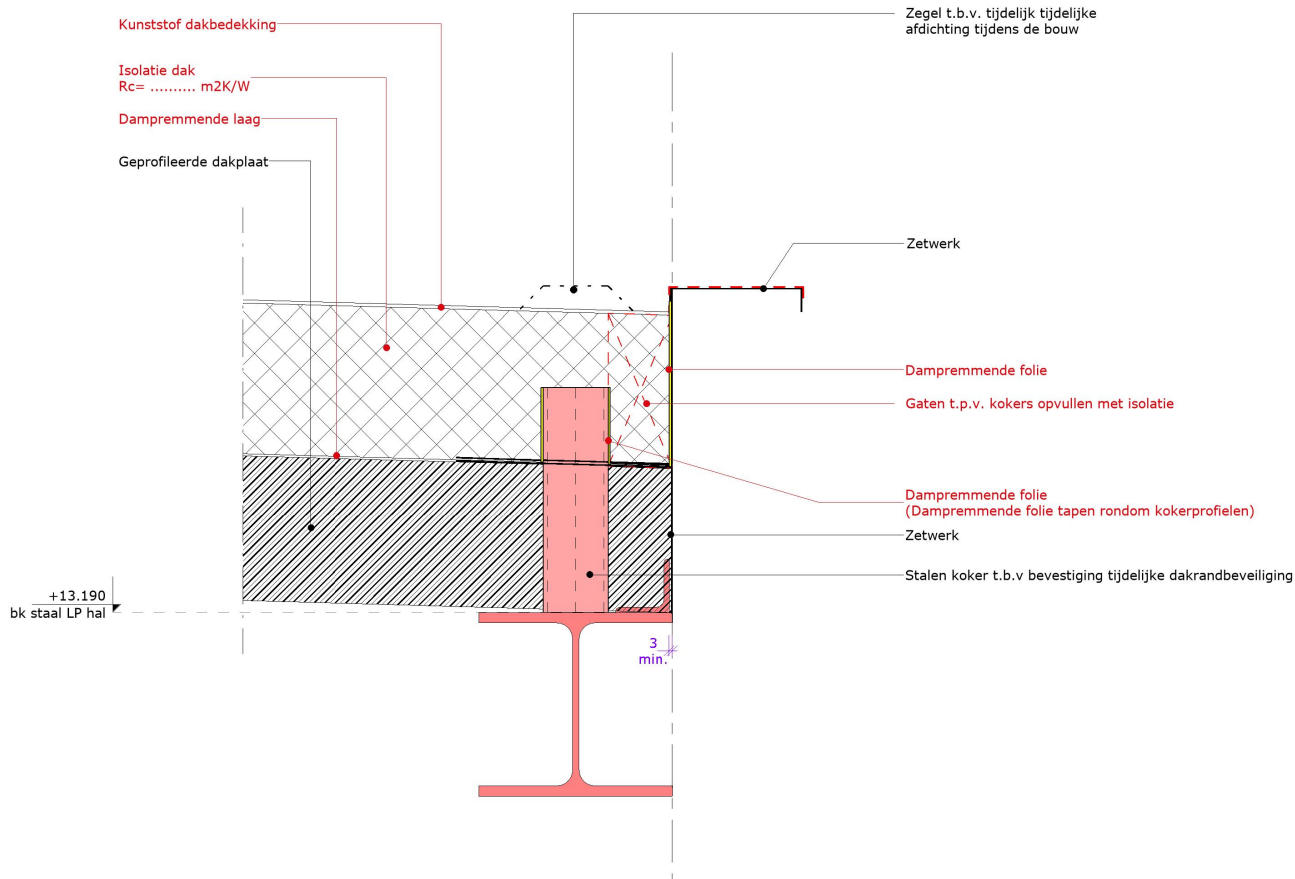 Kunststof dakbedekking
Isolatie dak
Rc= .......... m2K/W
Dampremmende laag
Geprofileerde dakplaat
Zegel t.b.v. tijdelijk tijdelijke
afdichting tijdens de bouw
Zetwerk
Dampremmende folie
Gaten t.p.v. kokers opvullen met isolatie
Dampremmende folie
(Dampremmende folie tapen rondom kokerprofielen)
Zetwerk
Stalen koker t.b.v bevestiging tijdelijke dakrandbeveiliging
+13.190
bk staal LP hal
3
min.